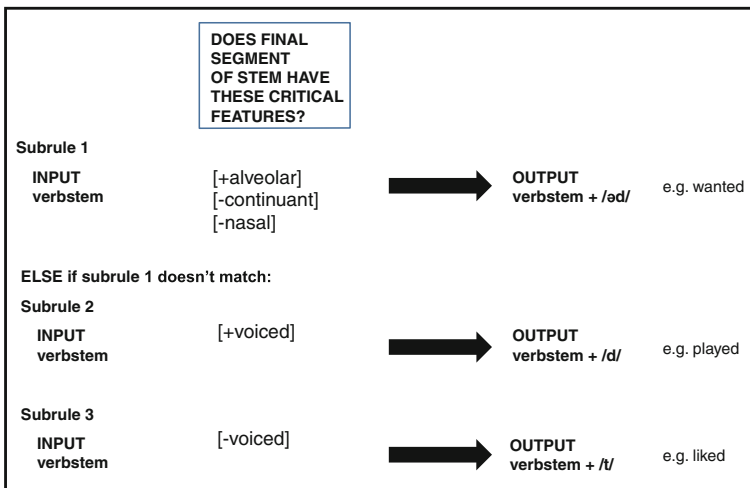 DOES FINAL
SEGMENT
OF STEM HAVE
THESE CRITICAL
FEATURES?
Subrule 1
INPUT
verbstem
[+alveolar]
[-continuant]
[-nasal]
OUTPUT
verbstem + /əd/
e.g. wanted
ELSE if subrule 1 doesn't match:
Subrule 2
INPUT
verbstem
[+voiced]
OUTPUT
verbstem + /d/
e.g. played
Subrule 3
INPUT
verbstem
[-voiced]
OUTPUT
verbstem + /t/
e.g. liked